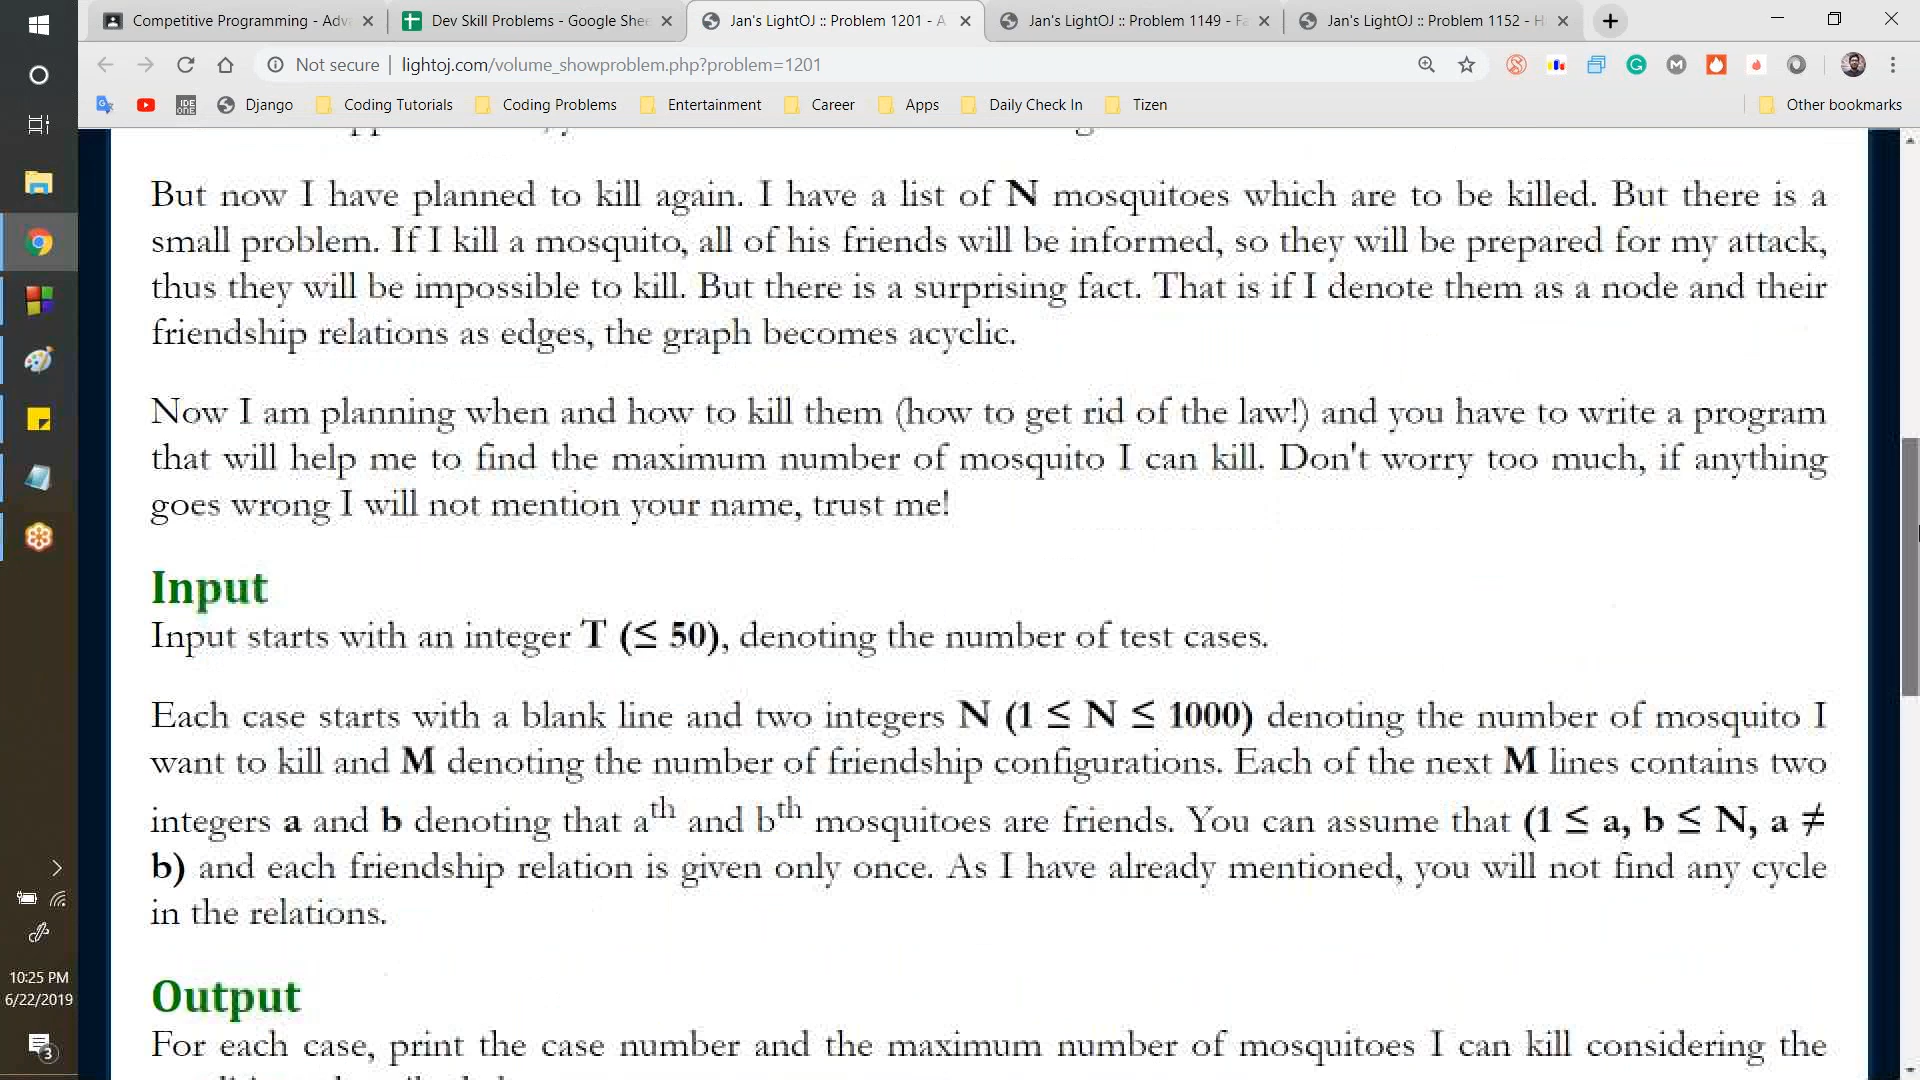 Competitive Programming - Adva
Dev Skill Problems - Google Shee
Jan's LightOJ :: Problem 1201 - A
Jan's LightOJ :: Problem 1149 - Fa
Jan's LightOJ :: Problem 1152 - H
Not secure | lightoj.com/volume_showproblem.php?problem=1201
Django
Coding Tutorials
Coding Problems
Entertainment
Career
Apps
Daily Check In
Tizen
Other bookmarks
But now I have planned to kill again. I have a list of N mosquitoes which are to be killed. But there is a
small problem. If I kill a mosquito, all of his friends will be informed, so they will be prepared for my attack,
thus they will be impossible to kill. But there is a surprising fact. That is if I denote them as a node and their
friendship relations as edges, the graph becomes acyclic.
Now I am planning when and how to kill them (how to get rid of the law!) and you have to write a program
that will help me to find the maximum number of mosquito I can kill. Don't worry too much, if anything
goes wrong I will not mention your name, trust me!
Input
Input starts with an integer T (≤ 50), denoting the number of test cases.
Each case starts with a blank line and two integers N (1 ≤ N ≤ 1000) denoting the number of mosquito I
want to kill and M denoting the number of friendship configurations. Each of the next M lines contains two
integers a and b denoting that ath and bth mosquitoes are friends. You can assume that (1 ≤ a, b ≤ N, a ≠
b) and each friendship relation is given only once. As I have already mentioned, you will not find any cycle
in the relations.
Output
For each case, print the case number and the maximum number of mosquitoes I can kill considering the
10:25 PM
6/22/2019
3